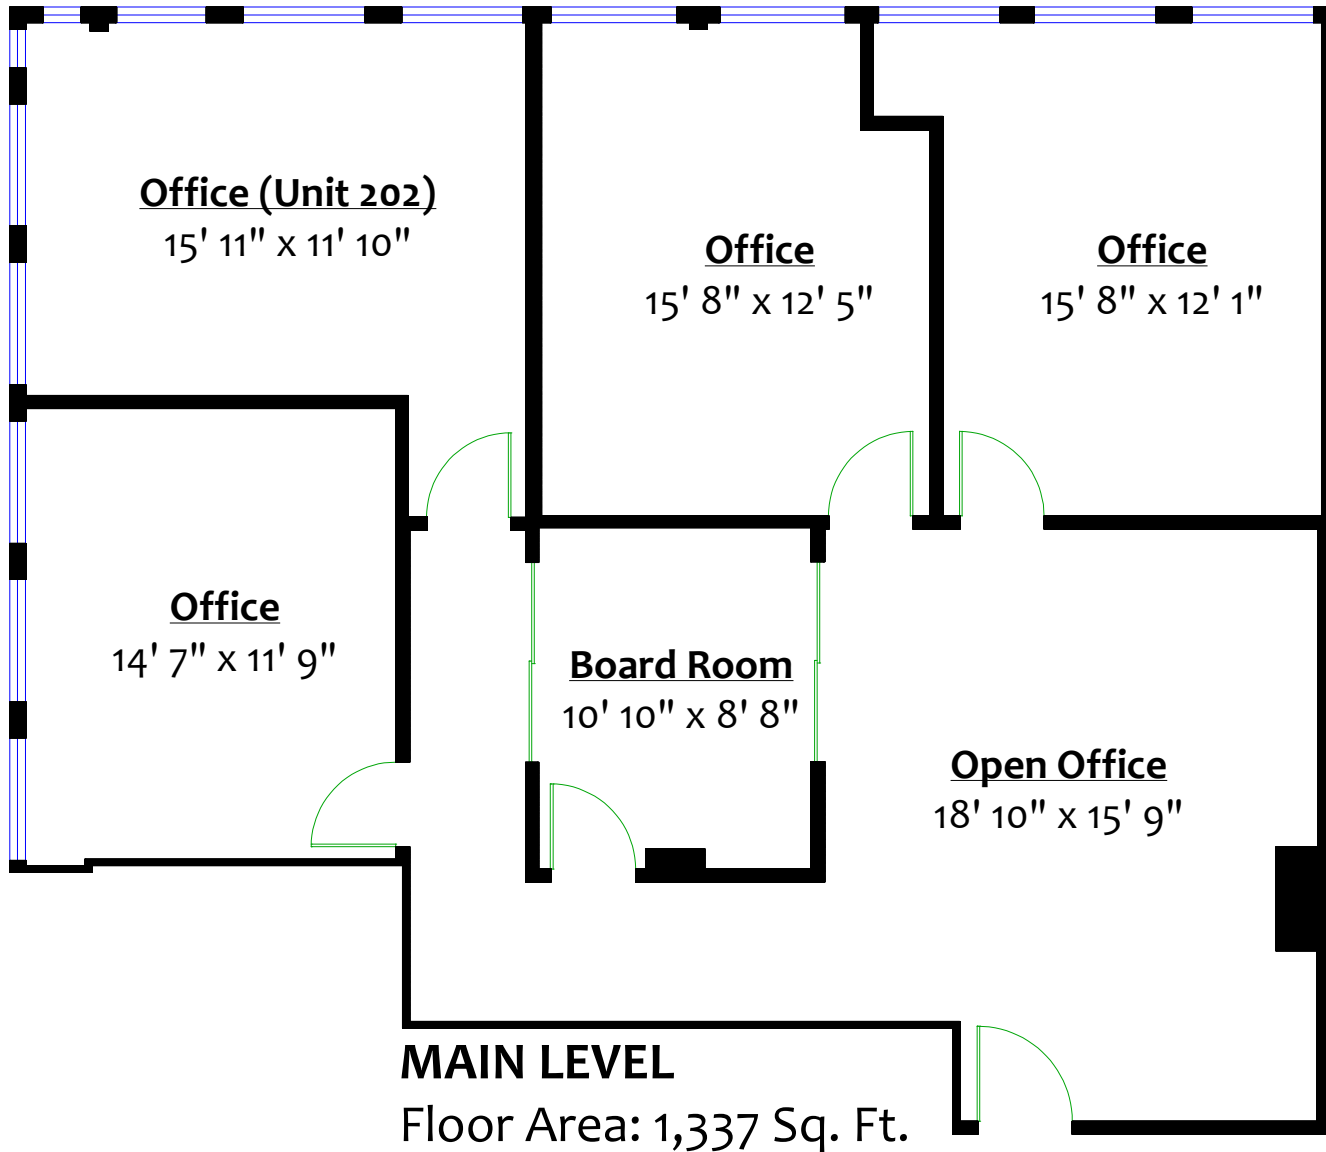 Office (Unit 202)
15' 11" x 11' 10"
Office
15' 8" x 12' 5"
Office
15' 8" x 12' 1"
Office
14' 7" x 11' 9"
Board Room
10' 10" x 8' 8"
Open Office
18' 10" x 15' 9"
MAIN LEVEL
Floor Area: 1,337 Sq. Ft.